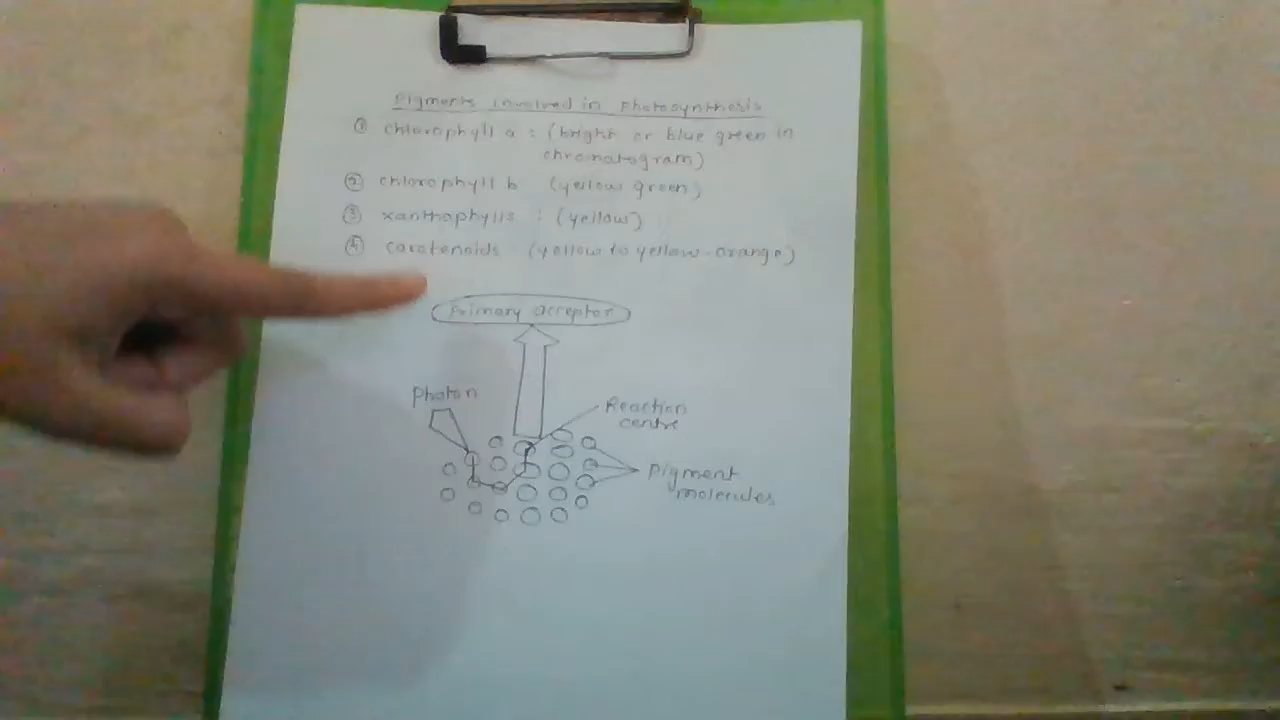 Pigments involved in Photosynthesis
① chlorophyll a : (bright or blue green in
chromatogram)
② chlorophyll b (yellow green)
③ xanthophylls : (yellow)
④ carotenoids (yellow to yellow-orange)
Primary acceptor
Photon
Reaction
centre
Pigment
molecules